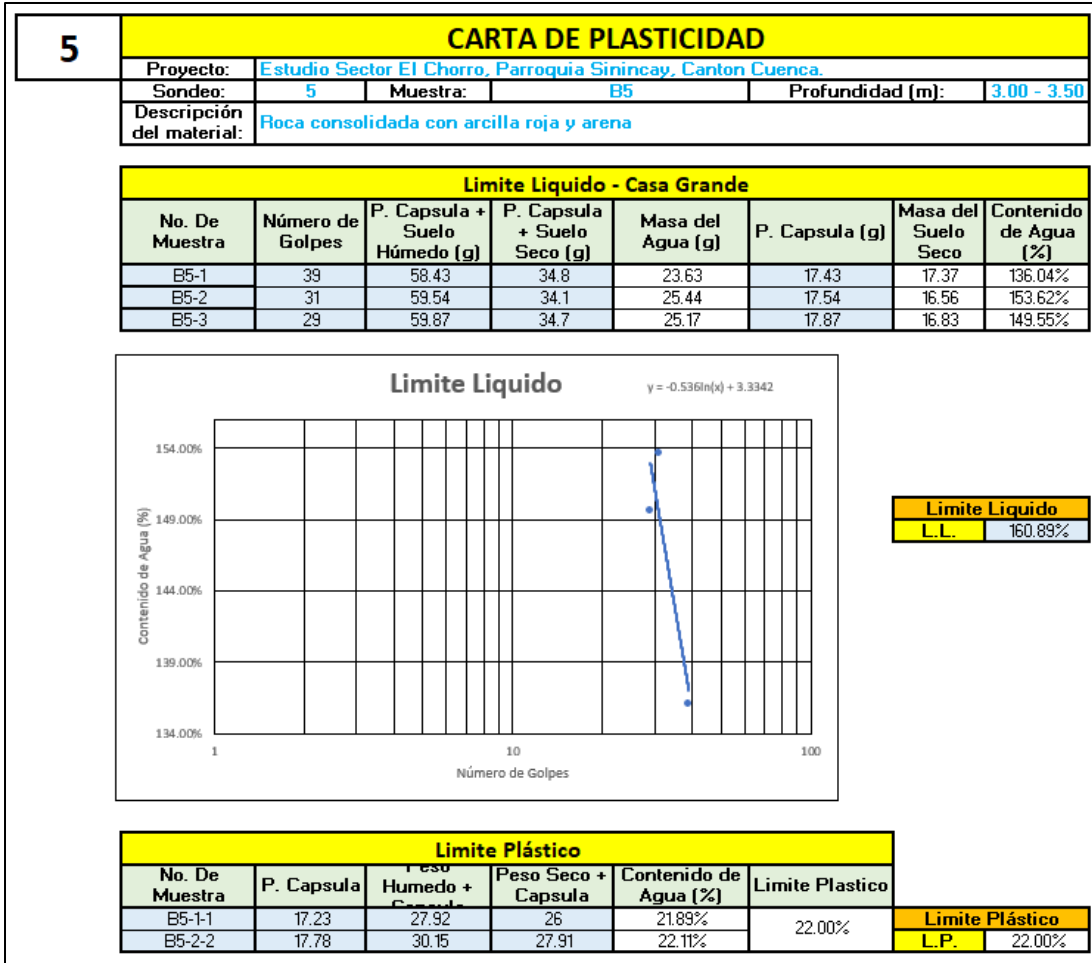 5
CARTA DE PLASTICIDAD
Proyecto: Estudio Sector El Chorro, Parroquia Sinincay, Canton Cuenca.
Sondeo: 5 Muestra: B5 Profundidad (m): 3.00 - 3.50
Descripción
del material: Roca consolidada con arcilla roja y arena
Limite Liquido - Casa Grande
No. De Muestra Número de Golpes P. Capsula + Suelo Húmedo (g) P. Capsula + Suelo Seco (g) Masa del Agua (g) P. Capsula (g) Masa del Suelo Seco Contenido de Agua (%)
B5-1 39 58.43 34.8 23.63 17.43 17.37 136.04%
B5-2 31 59.54 34.1 25.44 17.54 16.56 153.62%
B5-3 29 59.87 34.7 25.17 17.87 16.83 149.55%
Limite Liquido
y = -0.536ln(x) + 3.3342
Contenido de Agua (%)
154.00%
149.00%
144.00%
139.00%
134.00%
1 10 100
Número de Golpes
Limite Liquido
L.L. 160.89%
Limite Plástico
No. De Muestra P. Capsula Humedo + Peso Seco + Capsula Contenido de Agua (%) Limite Plastico
B5-1-1 17.23 27.92 26 21.89% 22.00%
B5-2-2 17.78 30.15 27.91 22.11%
Limite Plástico
L.P. 22.00%